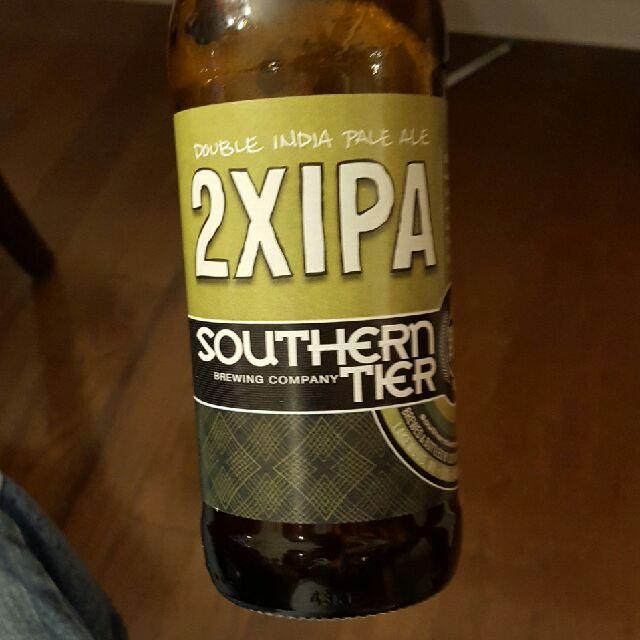 DOUBLE INDIA PALE ALE
2XIPA
SOUTHERN
BREWING COMPANY TIER